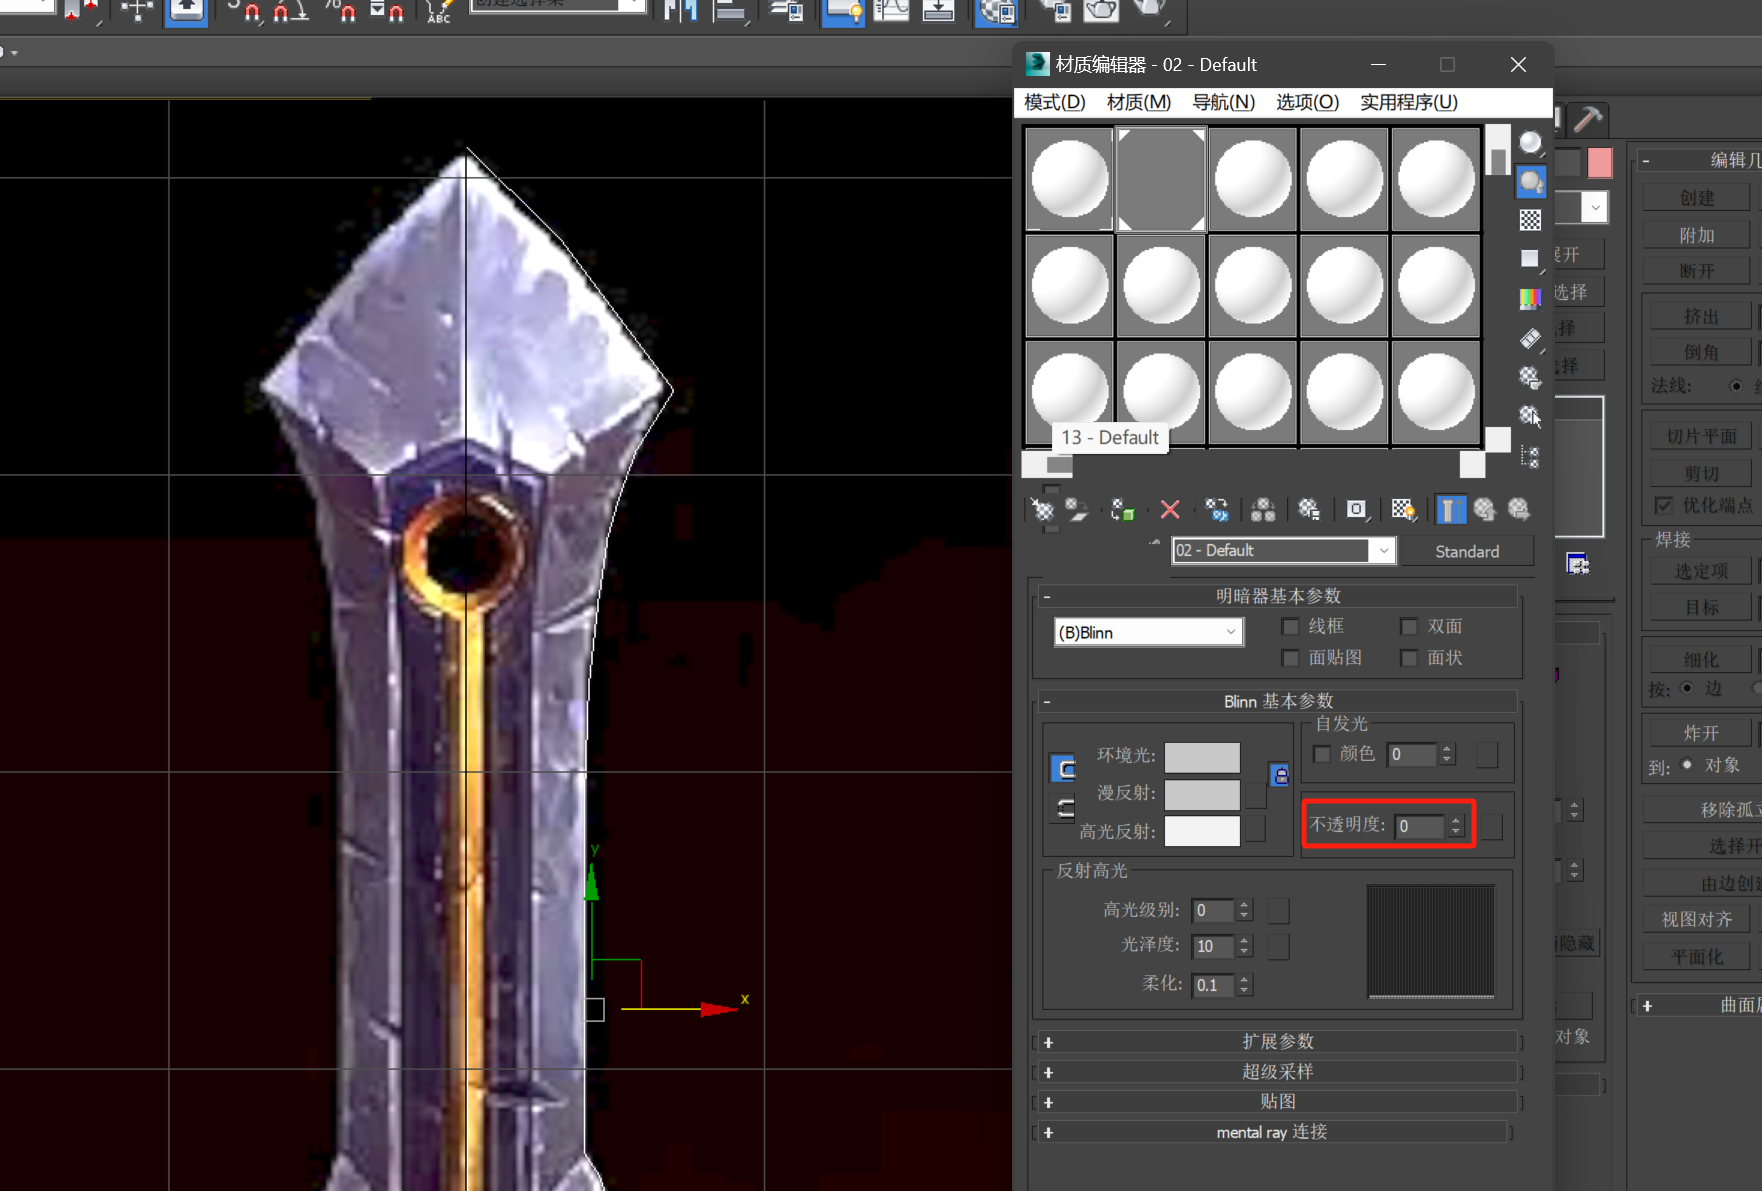 ABC
材质编辑器 - 02 - Default
模式(D) 材质(M) 导航(N) 选项(O) 实用程序(U)
13 - Default
02 - Default
Standard
- 明暗器基本参数
(B)Blinn
线框
双面
面贴图
面状
- Blinn 基本参数
自发光
环境光:
颜色 0
漫反射:
不透明度: 0
高光反射:
反射高光
高光级别: 0
光泽度: 10
柔化: 0.1
+ 扩展参数
+ 超级采样
+ 贴图
+ mental ray 连接
y
x
展开
选择
择
择
隐藏
对象
- 编辑几
创建
附加
断开
挤出
倒角
法线:
切片平面
剪切
优化端点
焊接
选定项
目标
细化
按: 边
炸开
到: 对象
移除孤立
选择开
由边创建
视图对齐
平面化
+ 曲面